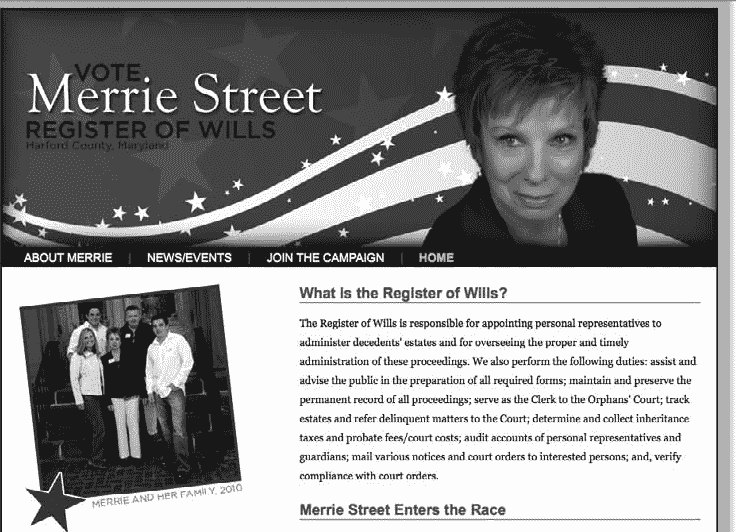 VOTE
Merrie Street
REGISTER OF WILLS
Harford County, Maryland
ABOUT MERRIE | NEWS/EVENTS | JOIN THE CAMPAIGN | HOME
What is the Register of Wills?
The Register of Wills is responsible for appointing personal representatives to
administer decedents' estates and for overseeing the proper and timely
administration of these proceedings. We also perform the following duties: assist and
advise the public in the preparation of all required forms; maintain and preserve the
permanent record of all proceedings; serve as the Clerk to the Orphans' Court; track
estates and refer delinquent matters to the Court; determine and collect inheritance
taxes and probate fees/court costs; audit accounts of personal representatives and
guardians; mail various notices and court orders to interested persons; and, verify
compliance with court orders.
MERRIE AND HER FAMILY, 2010
Merrie Street Enters the Race